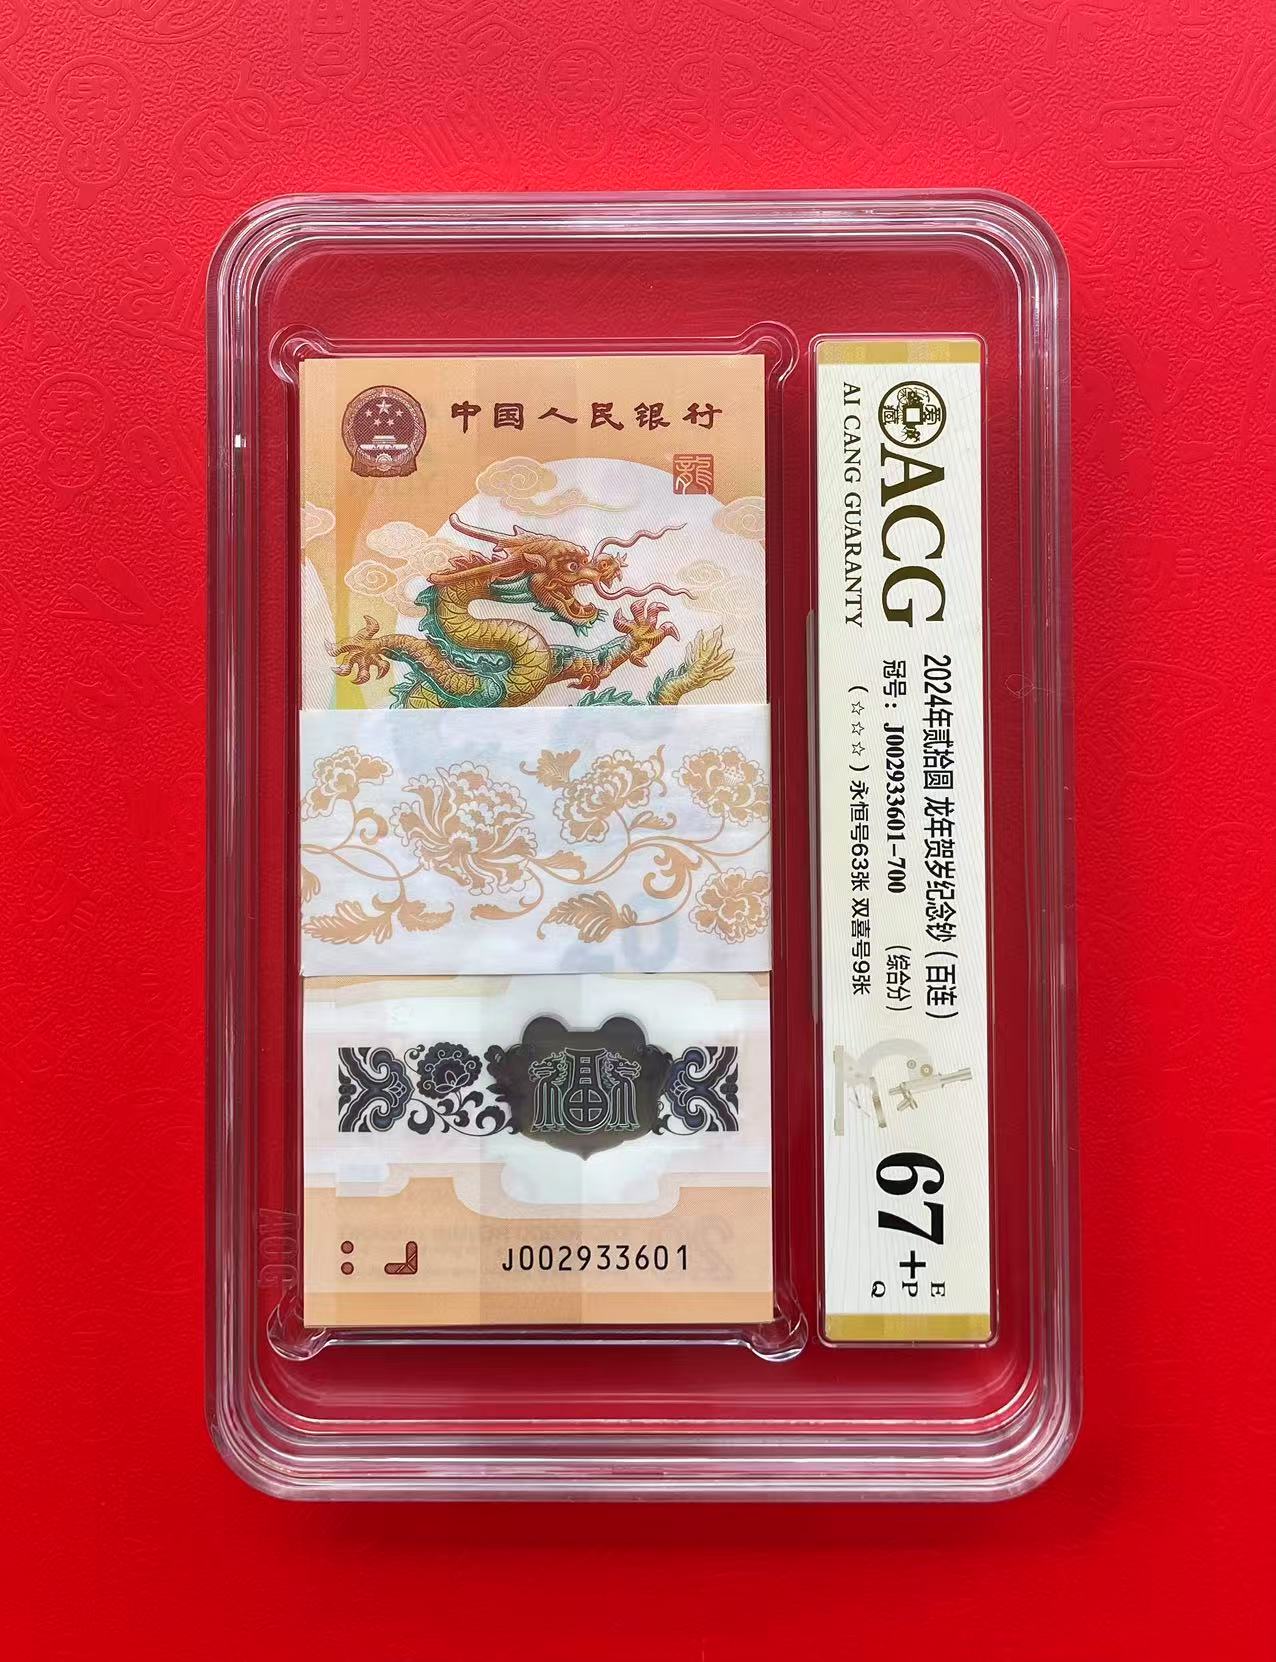 中国人民银行
龍
J002933601
ACG
AI CANG GUARANTY
2024年贰拾圆 龙年贺岁纪念钞（百连）
冠号：J002933601-700 （综合分）
（☆☆☆）永恒号63张 双喜号9张
67+
E
P
Q
ACG